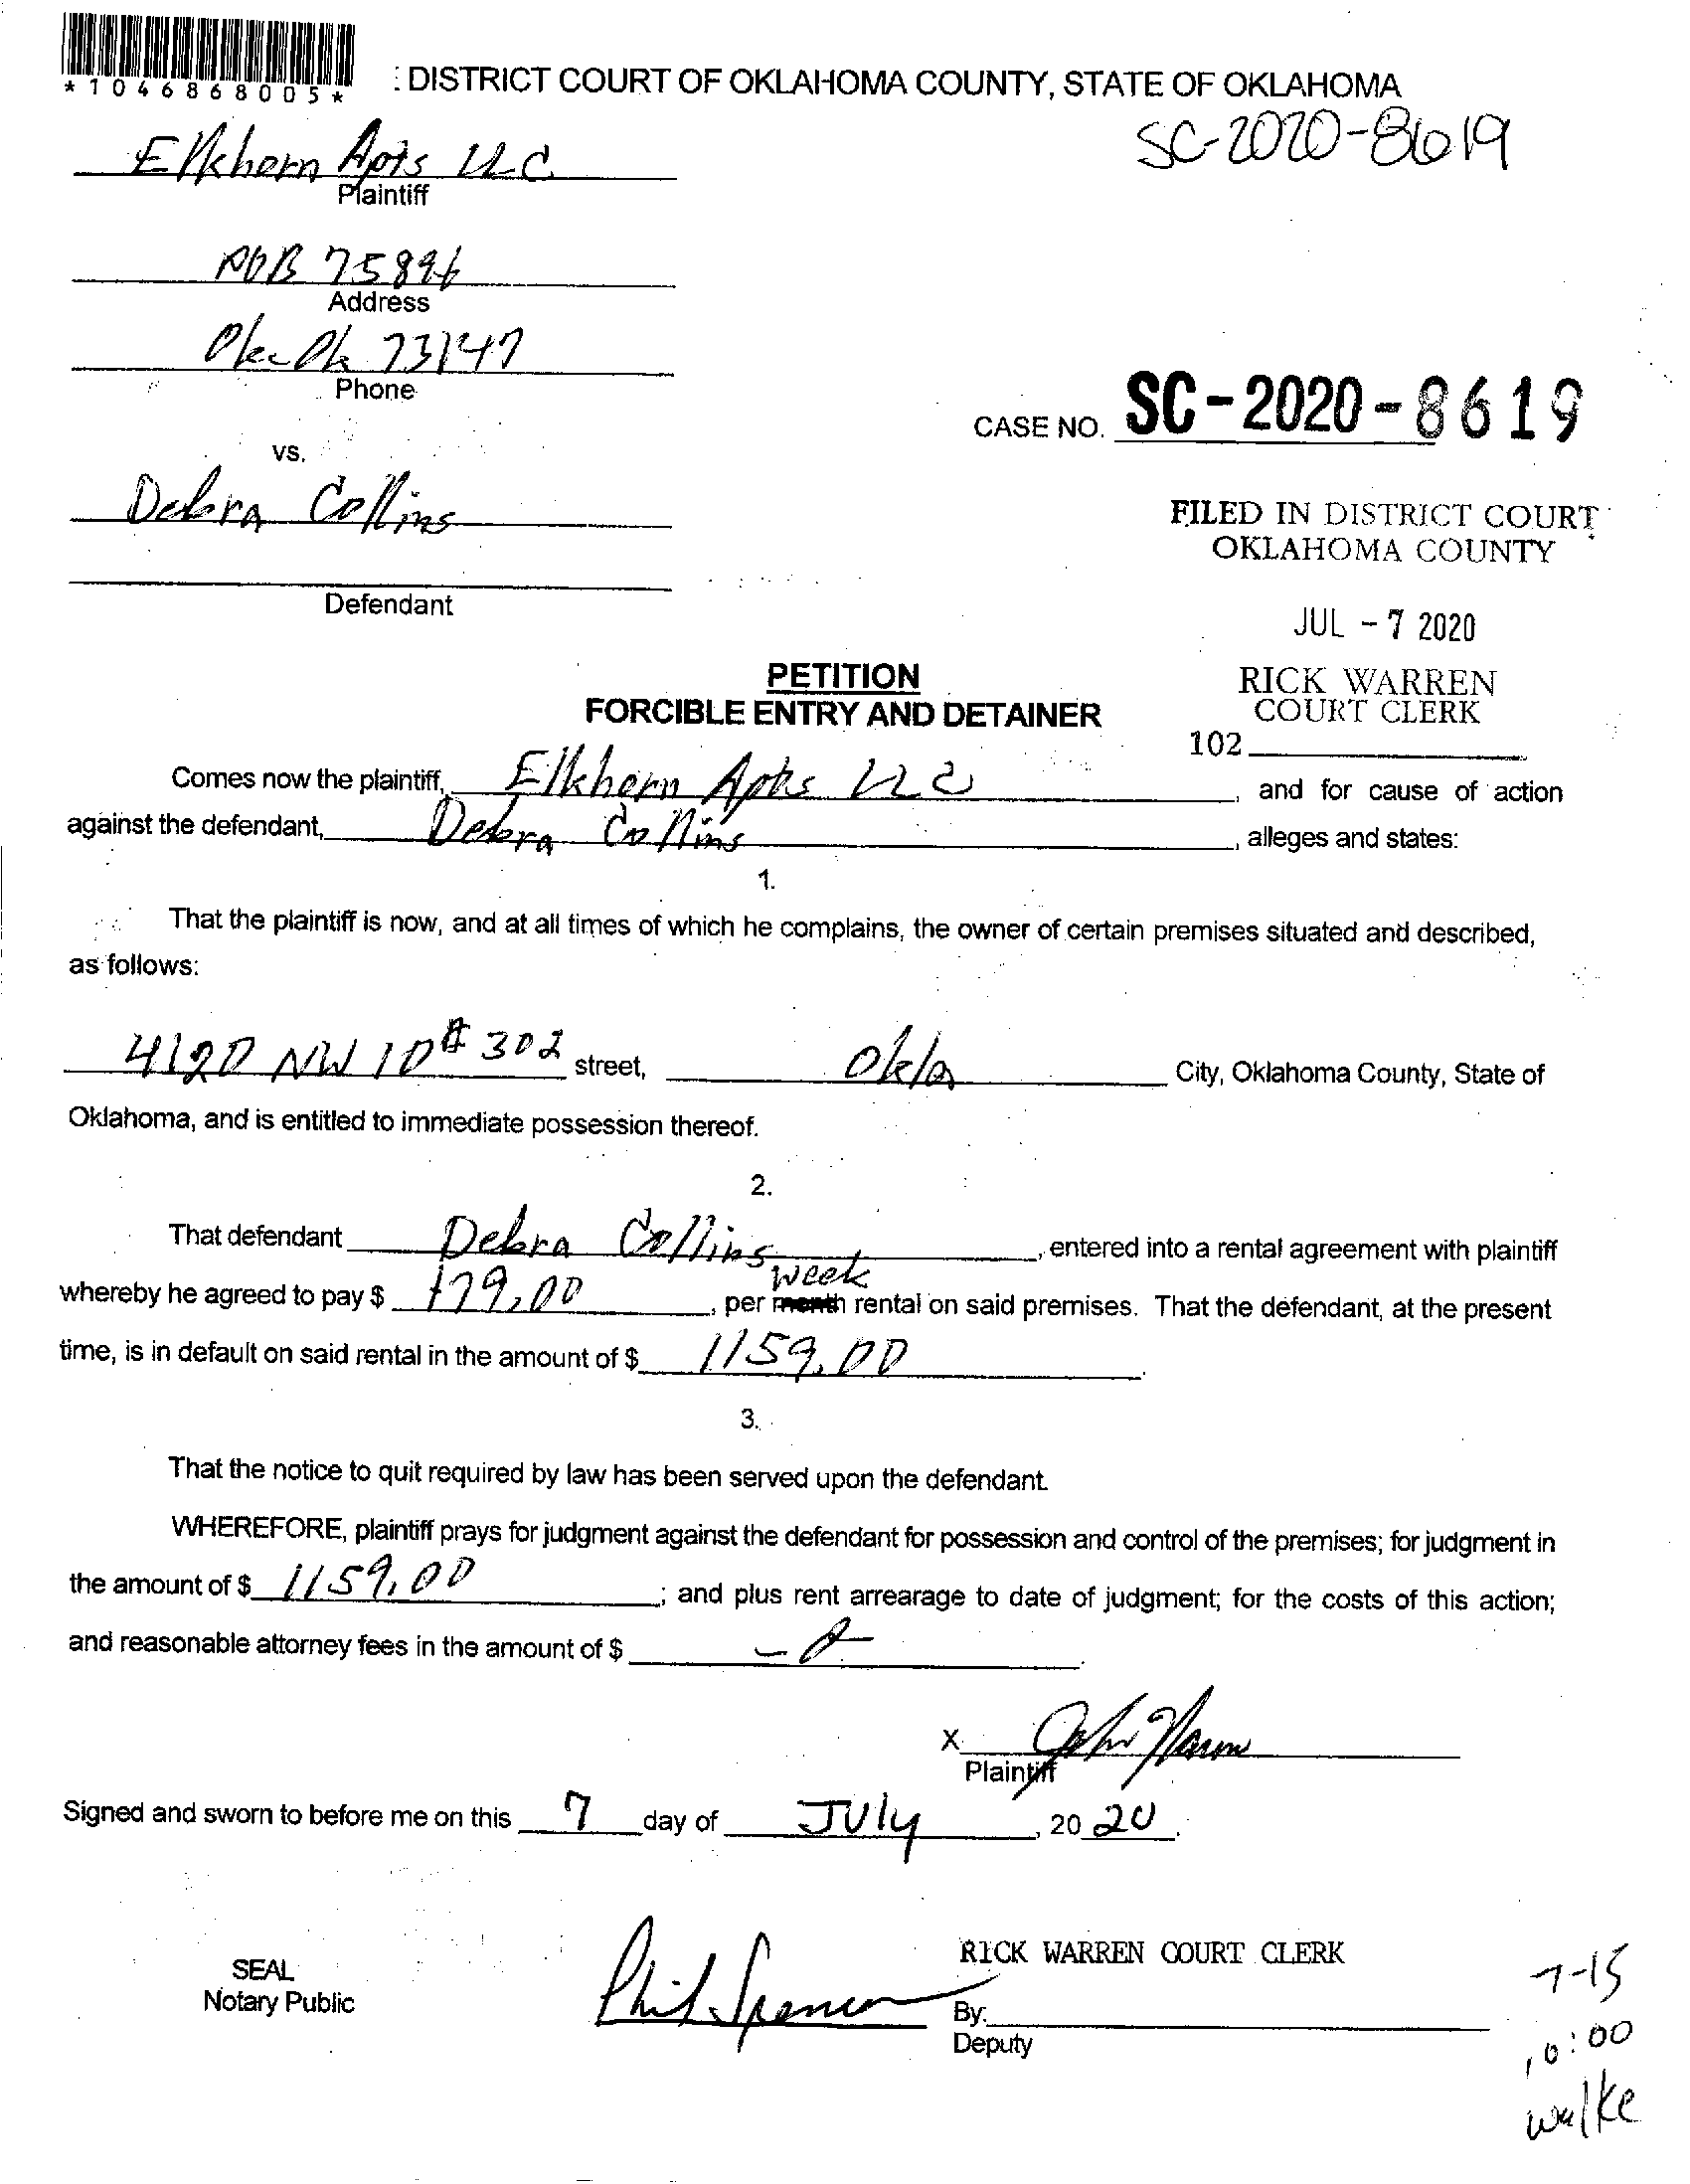 *1046868005*
: DISTRICT COURT OF OKLAHOMA COUNTY, STATE OF OKLAHOMA
SC-2020-8619
Elkhorn Apts LLC
Plaintiff
POB 75896
Address
Okc Ok 73147
Phone
CASE NO. SC-2020-8619
vs.
Debra Collins
FILED IN DISTRICT COURT
OKLAHOMA COUNTY
Defendant
JUL - 7 2020
PETITION
FORCIBLE ENTRY AND DETAINER
RICK WARREN
COURT CLERK
102
Comes now the plaintiff, Elkhorn Apts LLC, and for cause of action
against the defendant, Debra Collins, alleges and states:
1.
That the plaintiff is now, and at all times of which he complains, the owner of certain premises situated and described,
as follows:
4120 NW 10 # 302 street, Okla City, Oklahoma County, State of
Oklahoma, and is entitled to immediate possession thereof.
2.
That defendant Debra Collins, entered into a rental agreement with plaintiff
week
whereby he agreed to pay $ 179.00, per month rental on said premises. That the defendant, at the present
time, is in default on said rental in the amount of $ 1159.00.
3.
That the notice to quit required by law has been served upon the defendant.
WHEREFORE, plaintiff prays for judgment against the defendant for possession and control of the premises; for judgment in
the amount of $ 1159.00; and plus rent arrearage to date of judgment; for the costs of this action;
and reasonable attorney fees in the amount of $ -0-.
X John
Plaintiff
Signed and sworn to before me on this 7 day of July, 2020.
SEAL
Notary Public
Phil Spencer
RICK WARREN COURT CLERK
By:
Deputy
7-15
10:00
walke